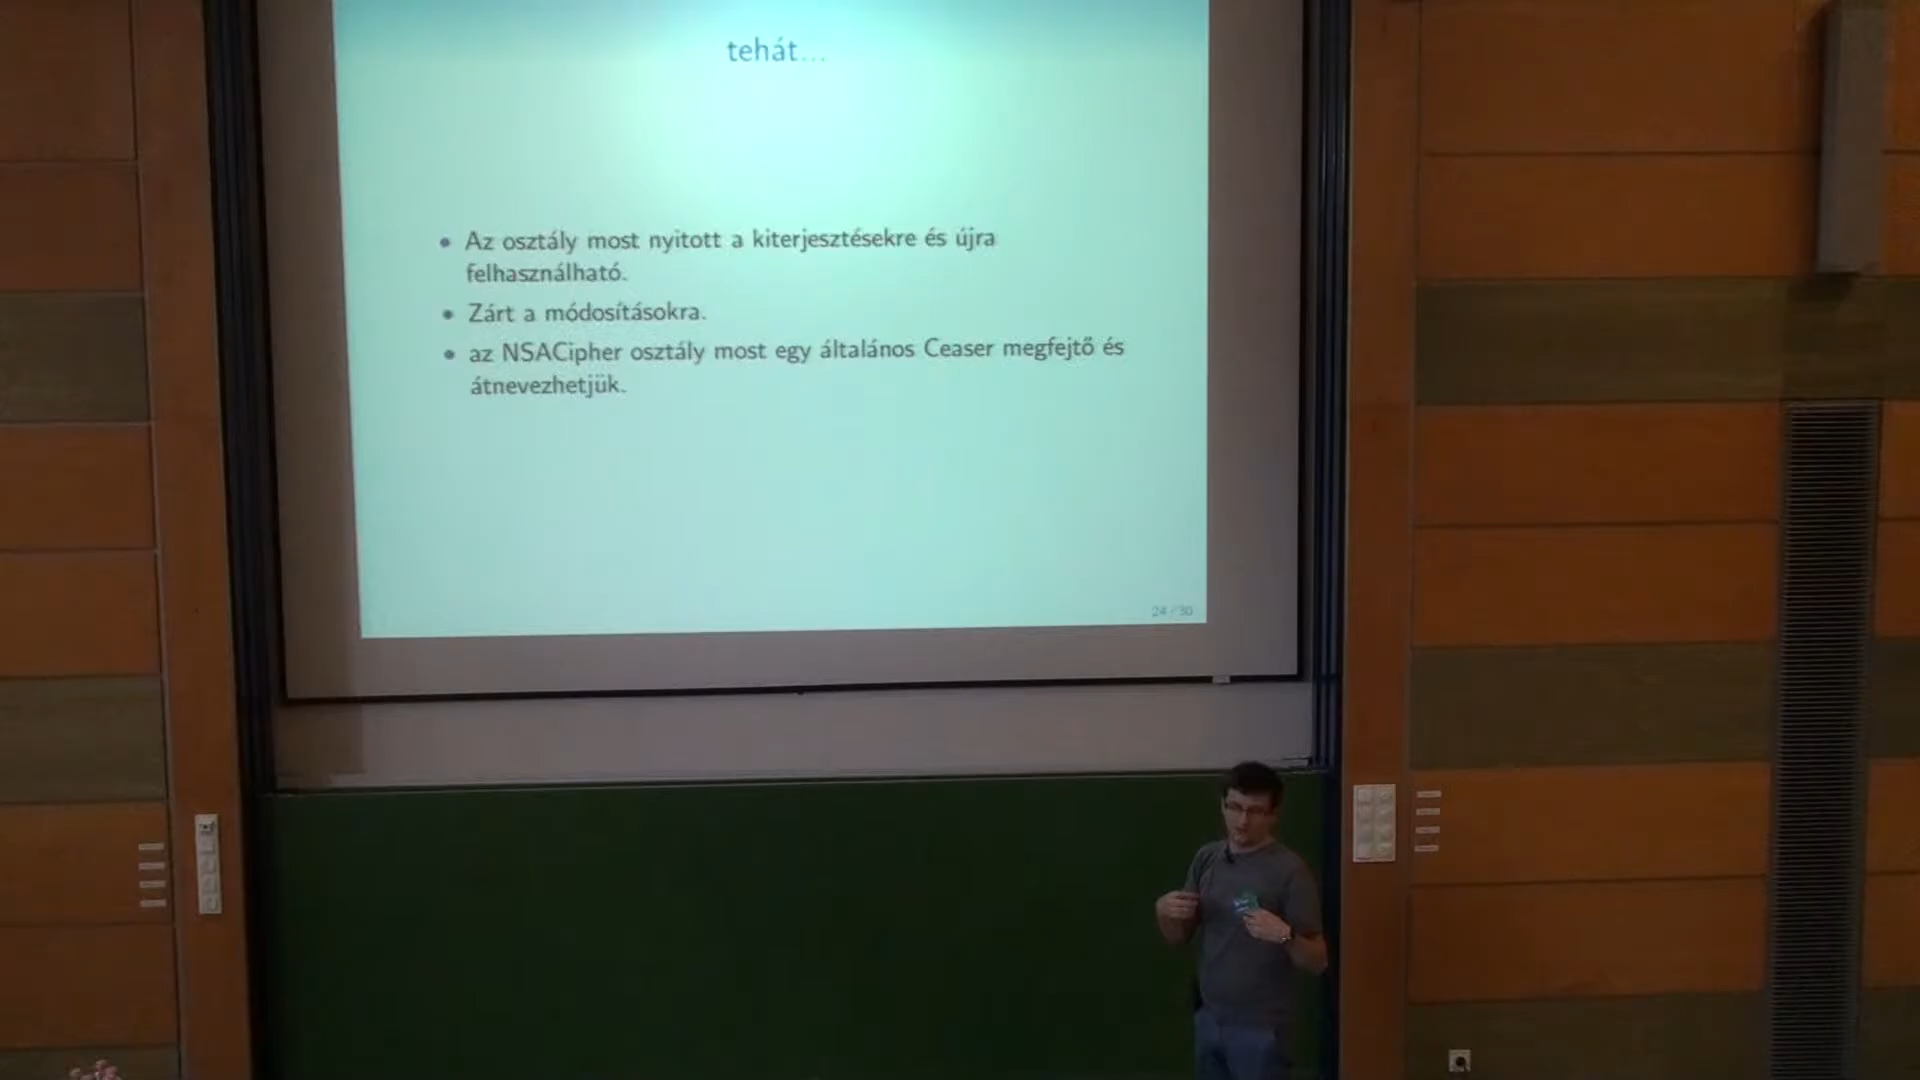 tehát...
Az osztály most nyitott a kiterjesztésekre és újra
felhasználható.
Zárt a módosításokra.
az NSACipher osztály most egy általános Ceaser megfejtő és
átnevezhetjük.
24 / 30